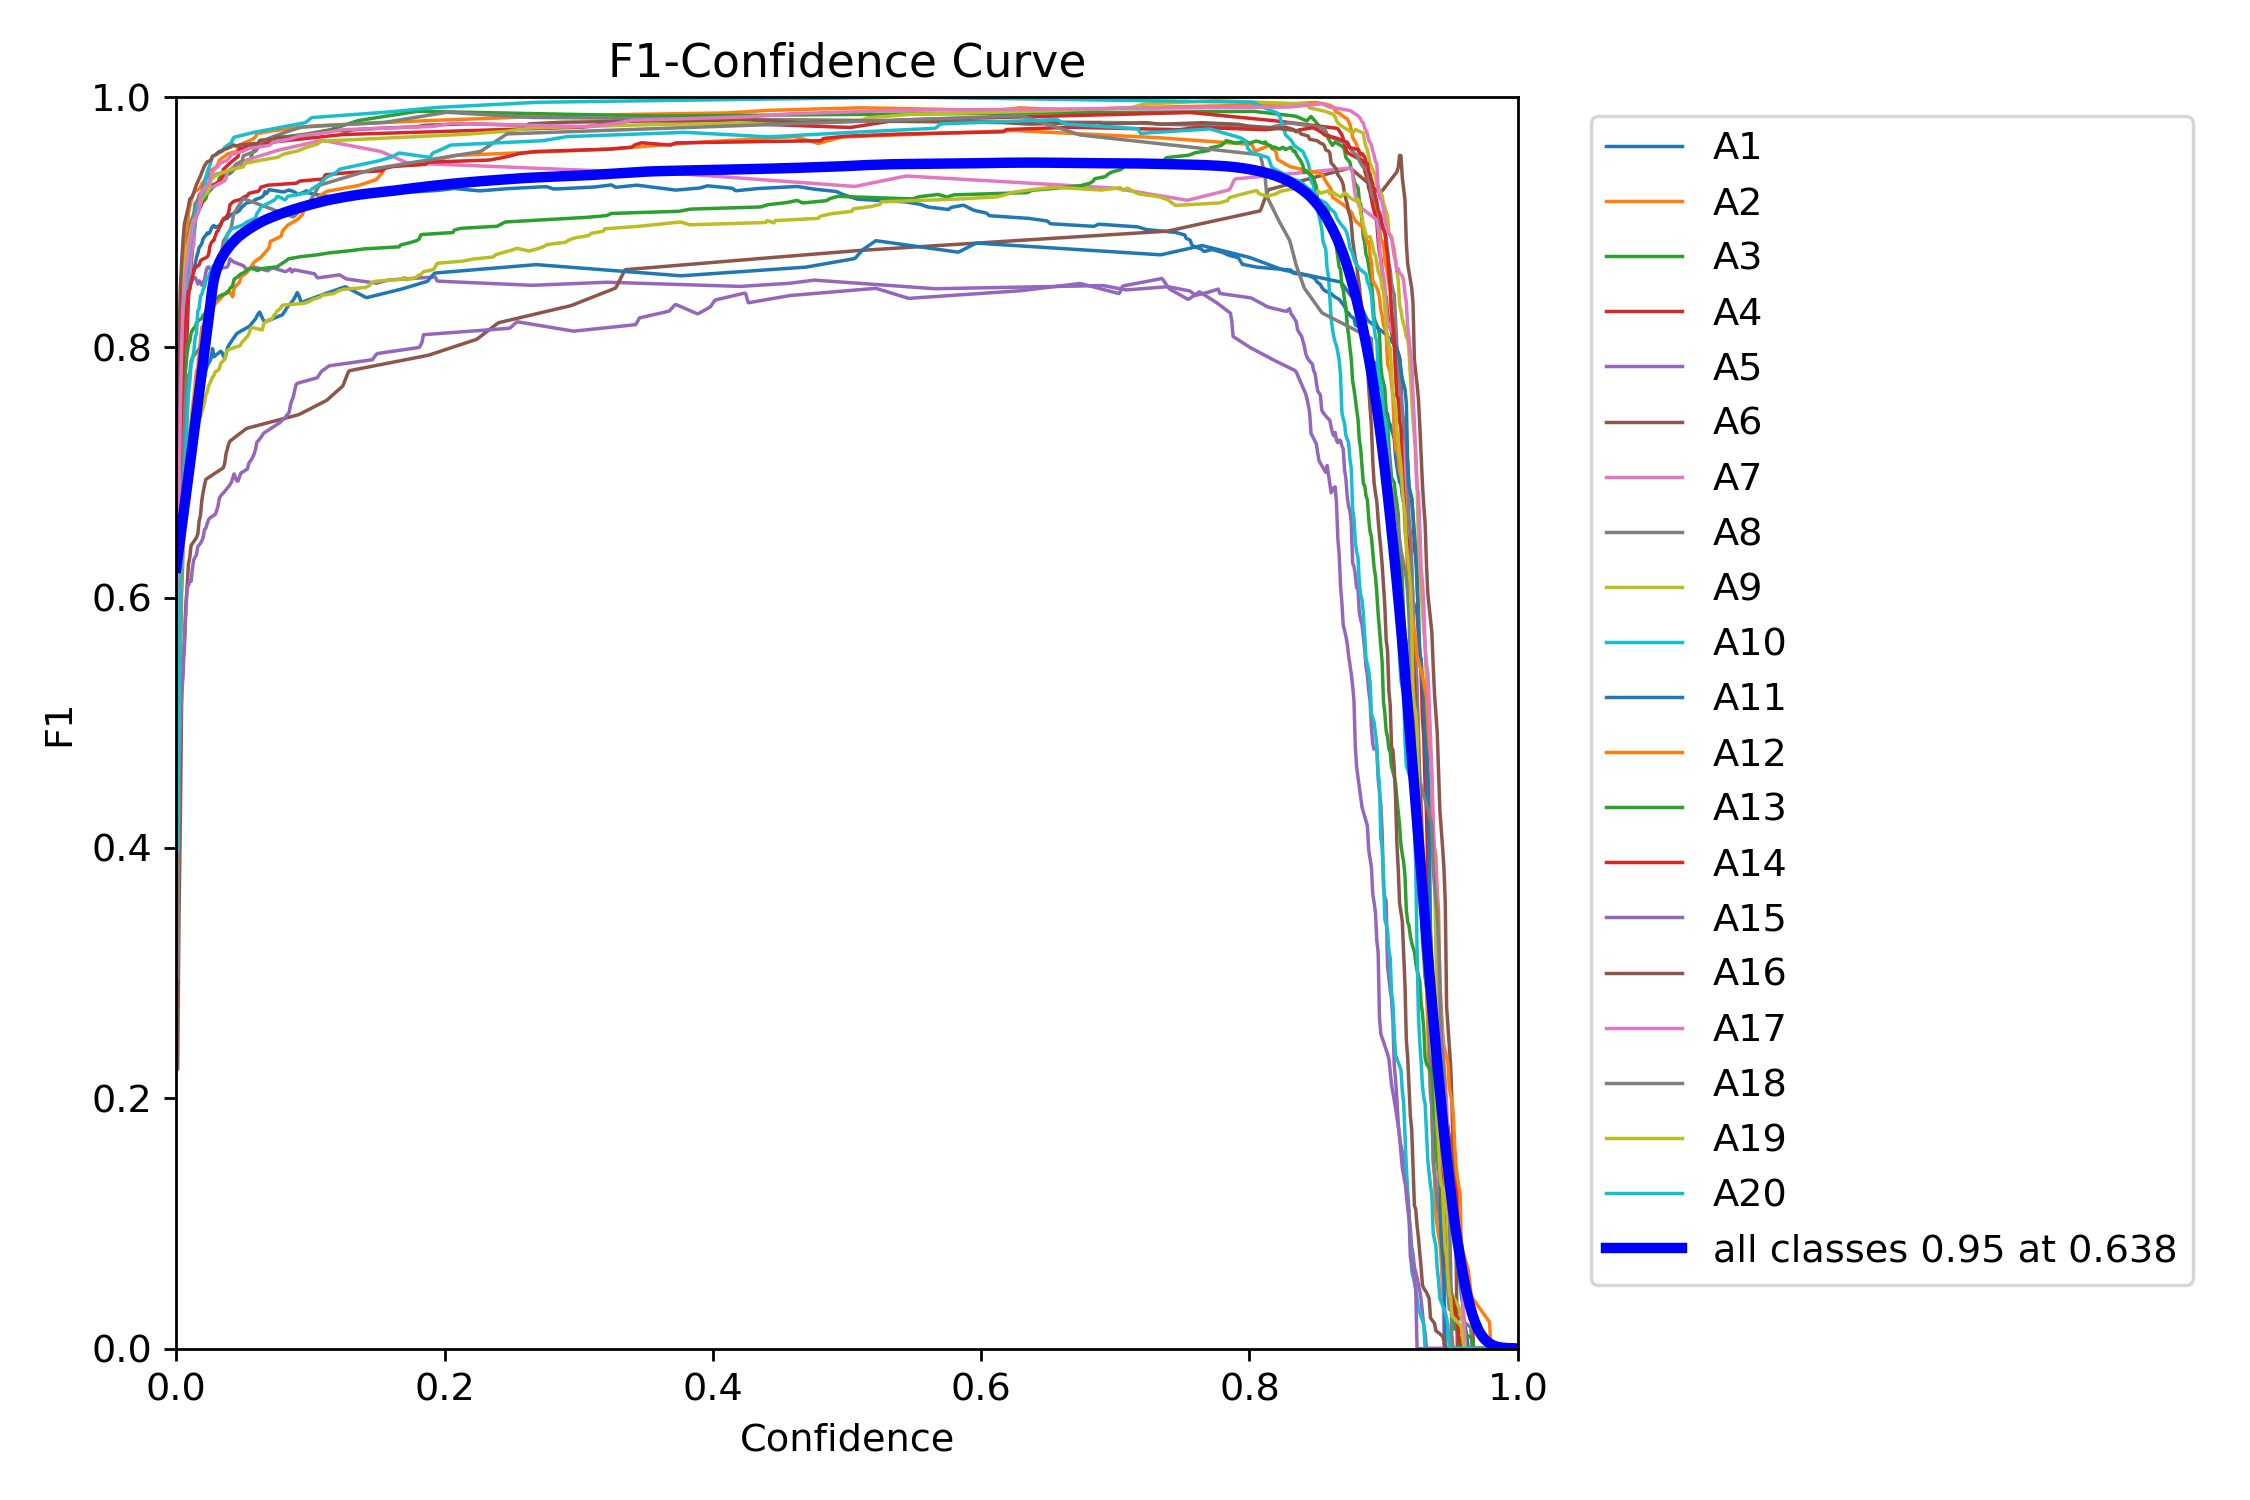 F1-Confidence Curve
1.0
0.8
0.6
0.4
0.2
0.0
F1
0.0 0.2 0.4 0.6 0.8 1.0
Confidence
A1
A2
A3
A4
A5
A6
A7
A8
A9
A10
A11
A12
A13
A14
A15
A16
A17
A18
A19
A20
all classes 0.95 at 0.638